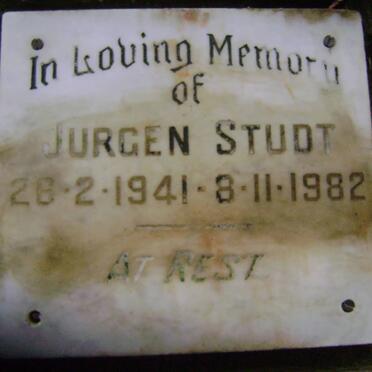 In Loving Memory
of
JURGEN STUDT
26·2·1941·8·11·1982
AT REST